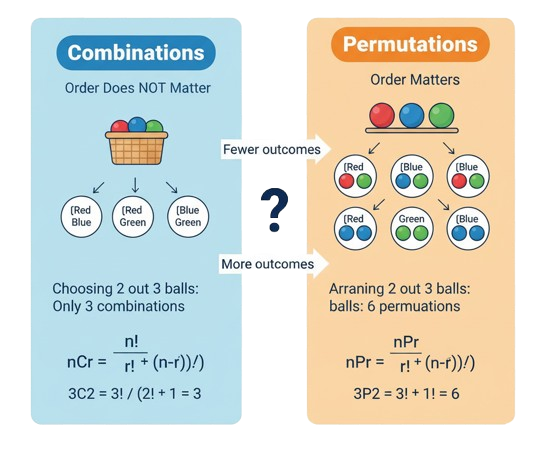 Combinations
Order Does NOT Matter
{Red
Blue
{Red
Green
{Blue
Green
Choosing 2 out 3 balls:
Only 3 combinations
nCr = n! / r! + (n-r))!)
3C2 = 3! / (2! + 1 = 3
Fewer outcomes
?
More outcomes
Permutations
Order Matters
{Red
{Blue
{Blue
{Red
Green
{Blue
Arraning 2 out 3 balls:
balls: 6 permuations
nPr = nPr / r! + (n-r))!)
3P2 = 3! + 1! = 6